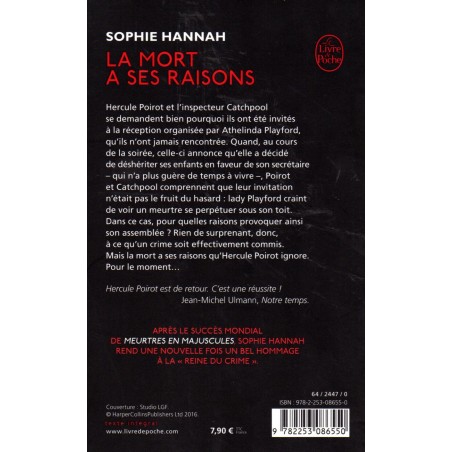 SOPHIE HANNAH
Le
Livre
de
Poche
LA MORT
A SES RAISONS
Hercule Poirot et l'inspecteur Catchpool
se demandent bien pourquoi ils ont été invités
à la réception organisée par Athelinda Playford,
qu'ils n'ont jamais rencontrée. Quand, au cours
de la soirée, celle-ci annonce qu'elle a décidé
de déshériter ses enfants en faveur de son secrétaire
– qui n'a plus guère de temps à vivre –, Poirot
et Catchpool comprennent que leur invitation
n'était pas le fruit du hasard : lady Playford craint
de voir un meurtre se perpétuer sous son toit.
Dans ce cas, pour quelles raisons provoquer ainsi
son assemblée ? Rien de surprenant, donc,
à ce qu'un crime soit effectivement commis.
Mais la mort a ses raisons qu'Hercule Poirot ignore.
Pour le moment…
Hercule Poirot est de retour. C'est une réussite !
Jean-Michel Ulmann, Notre temps.
APRÈS LE SUCCÈS MONDIAL
DE MEURTRES EN MAJUSCULES, SOPHIE HANNAH
REND UNE NOUVELLE FOIS UN BEL HOMMAGE
À LA « REINE DU CRIME ».
64 / 2447 / 0
ISBN : 978-2-253-08655-0
Couverture : Studio LGF
© HarperCollinsPublishers Ltd 2016
texte intégral
www.livredepoche.com
7,90 €
9 782253 086550